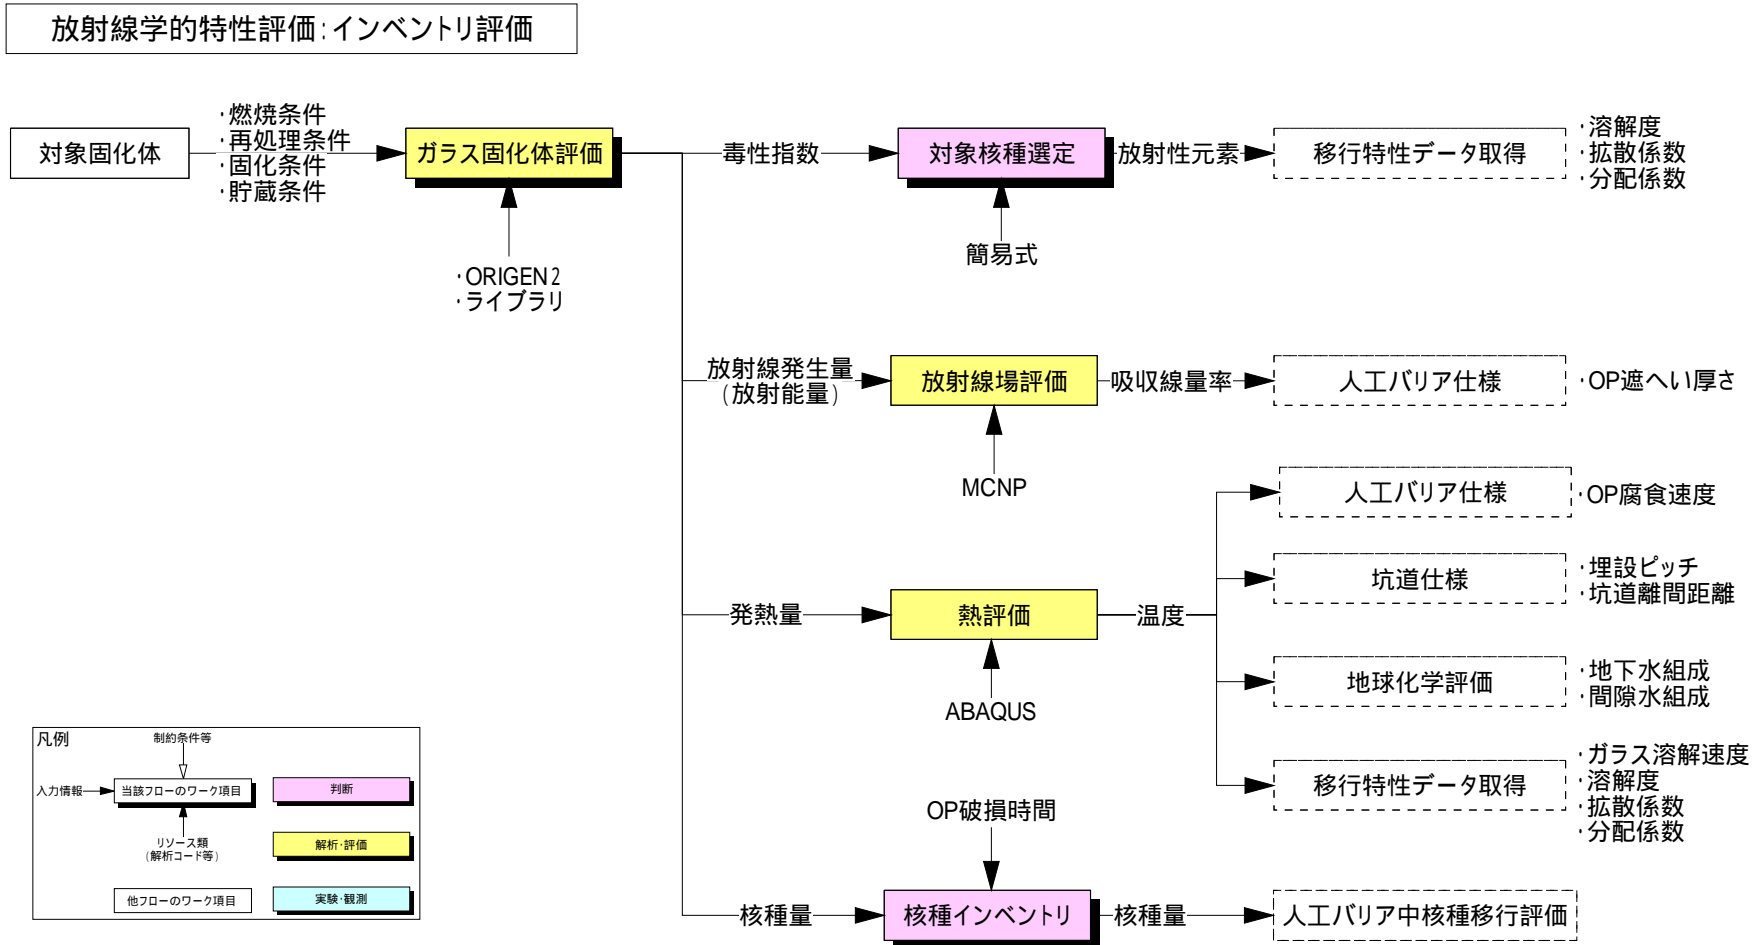 放射線学的特性評価:インベントリ評価
対象固化体
・燃焼条件
・再処理条件
・固化条件
・貯蔵条件
ガラス固化体評価
・ORIGEN2
・ライブラリ
毒性指数
対象核種選定
簡易式
放射性元素
移行特性データ取得
・溶解度
・拡散係数
・分配係数
放射線発生量
(放射能量)
放射線場評価
MCNP
吸収線量率
人工バリア仕様
・OP遮へい厚さ
発熱量
熱評価
ABAQUS
温度
人工バリア仕様
・OP腐食速度
坑道仕様
・埋設ピッチ
・坑道離間距離
地球化学評価
・地下水組成
・間隙水組成
移行特性データ取得
・ガラス溶解速度
・溶解度
・拡散係数
・分配係数
OP破損時間
核種量
核種インベントリ
核種量
人工バリア中核種移行評価
凡例
制約条件等
入力情報
当該フローのワーク項目
リソース類
(解析コード等)
他フローのワーク項目
判断
解析・評価
実験・観測